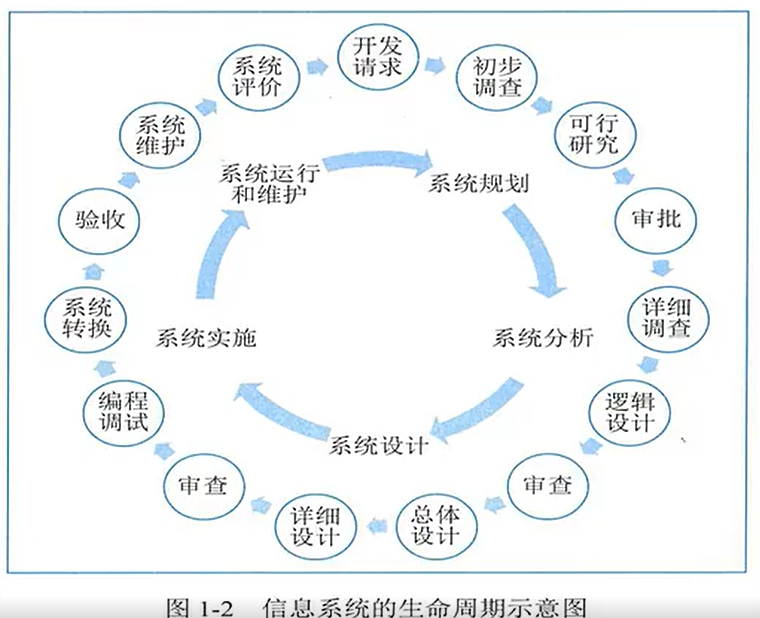 开发
请求
初步
调查
可行
研究
审批
详细
调查
逻辑
设计
审查
总体
设计
详细
设计
审查
编程
调试
系统
转换
验收
系统
维护
系统
评价
系统规划
系统分析
系统设计
系统实施
系统运行
和维护
图 1-2 信息系统的生命周期示意图